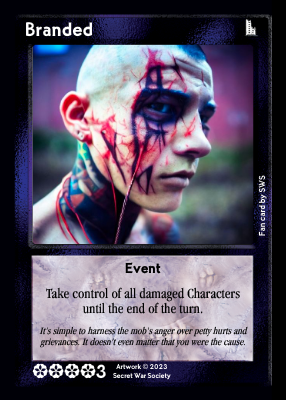 Branded
Fan card by SWS
Event
Take control of all damaged Characters
until the end of the turn.
It's simple to harness the mob's anger over petty hurts and
grievances. It doesn't even matter that you were the cause.
3
Artwork © 2023
Secret War Society